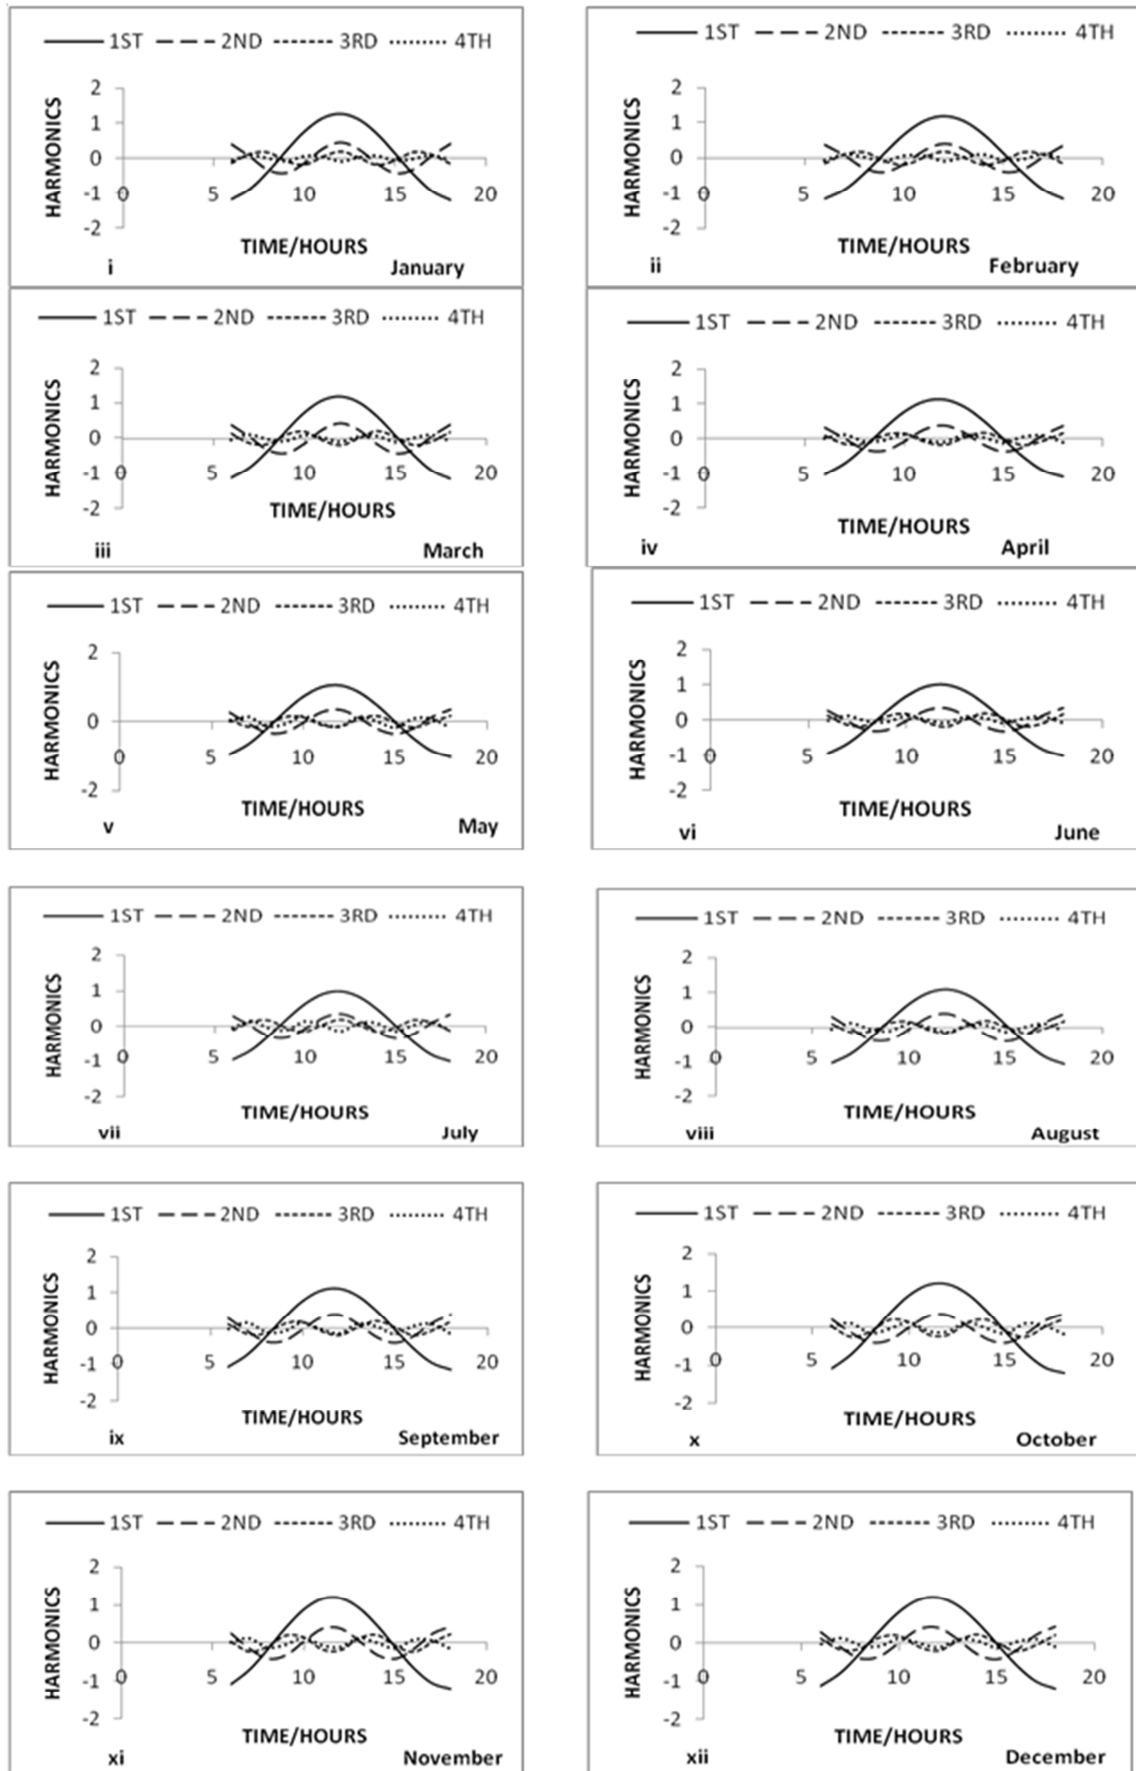 1ST 2ND 3RD 4TH
HARMONICS
2
1
0
-1 0 5 10 15 20
-2
TIME/HOURS
i January
1ST 2ND 3RD 4TH
HARMONICS
2
1
0
-1 0 5 10 15 20
-2
TIME/HOURS
ii February
1ST 2ND 3RD 4TH
HARMONICS
2
1
0
-1 0 5 10 15 20
-2
TIME/HOURS
iii March
1ST 2ND 3RD 4TH
HARMONICS
2
1
0
-1 0 5 10 15 20
-2
TIME/HOURS
iv April
1ST 2ND 3RD 4TH
HARMONICS
2
0
0 5 10 15 20
-2
TIME/HOURS
v May
1ST 2ND 3RD 4TH
HARMONICS
2
1
0
-1 0 5 10 15 20
-2
TIME/HOURS
vi June
1ST 2ND 3RD 4TH
HARMONICS
2
1
0
-1 0 5 10 15 20
-2
TIME/HOURS
vii July
1ST 2ND 3RD 4TH
HARMONICS
2
1
0
-1 0 5 10 15 20
-2
TIME/HOURS
viii August
1ST 2ND 3RD 4TH
HARMONICS
2
1
0
-1 0 5 10 15 20
-2
TIME/HOURS
ix September
1ST 2ND 3RD 4TH
HARMONICS
2
1
0
-1 0 5 10 15 20
-2
TIME/HOURS
x October
1ST 2ND 3RD 4TH
HARMONICS
2
1
0
-1 0 5 10 15 20
-2
TIME/HOURS
xi November
1ST 2ND 3RD 4TH
HARMONICS
2
1
0
-1 0 5 10 15 20
-2
TIME/HOURS
xii December